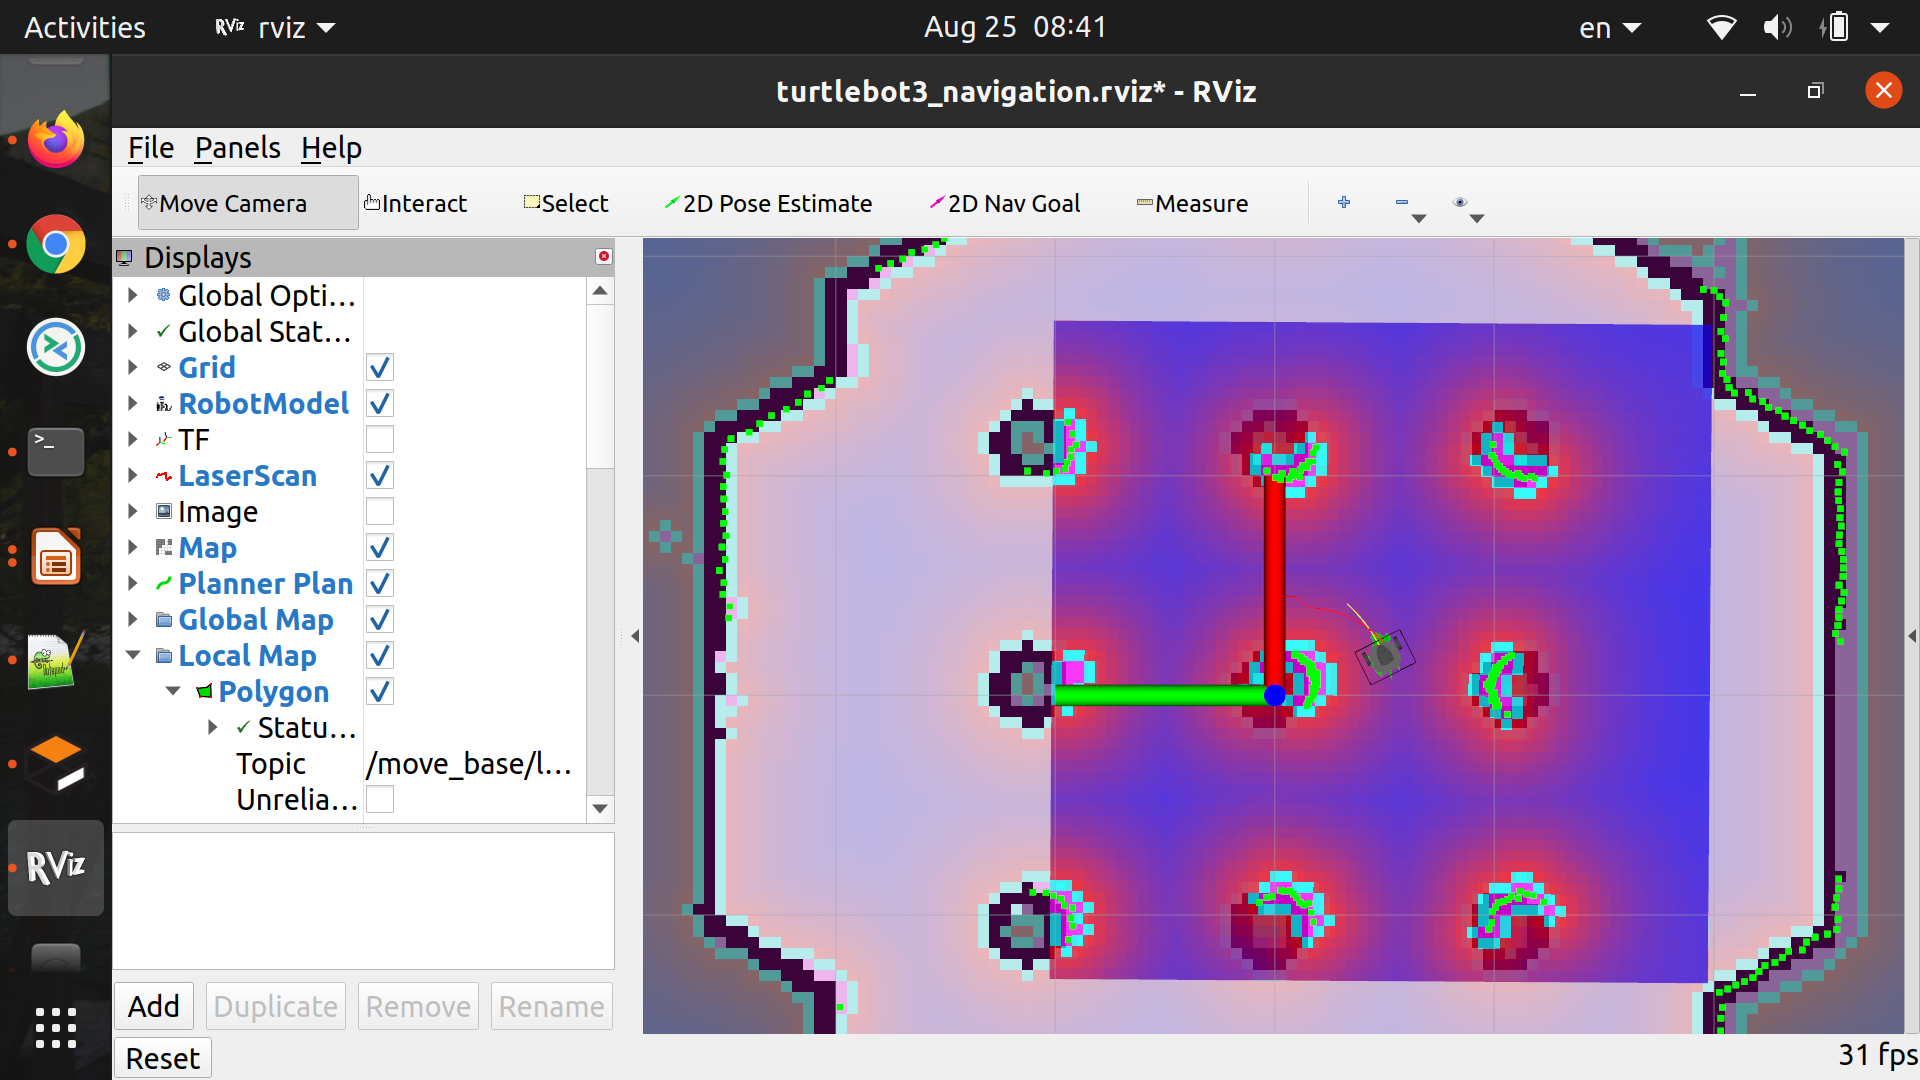 Activities RViz rviz Aug 25 08:41 en
turtlebot3_navigation.rviz* - RViz
File Panels Help
Move Camera Interact Select 2D Pose Estimate 2D Nav Goal Measure
Displays
Global Opti...
Global Stat...
Grid
RobotModel
TF
LaserScan
Image
Map
Planner Plan
Global Map
Local Map
Polygon
Statu...
Topic /move_base/l...
Unrelia...
>_
RViz
Add Duplicate Remove Rename
Reset
31 fps